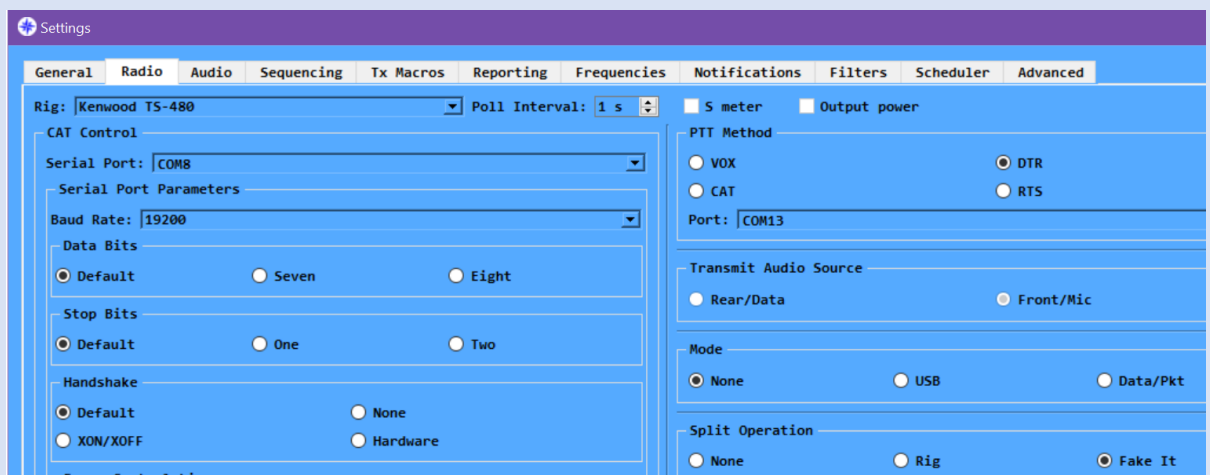 Settings
General Radio Audio Sequencing Tx Macros Reporting Frequencies Notifications Filters Scheduler Advanced
Rig: Kenwood TS-480 Poll Interval: 1 s S meter Output power
CAT Control
Serial Port: COM8
Serial Port Parameters
Baud Rate: 19200
Data Bits
Default Seven Eight
Stop Bits
Default One Two
Handshake
Default None
XON/XOFF Hardware
PTT Method
VOX DTR
CAT RTS
Port: COM13
Transmit Audio Source
Rear/Data Front/Mic
Mode
None USB Data/Pkt
Split Operation
None Rig Fake It